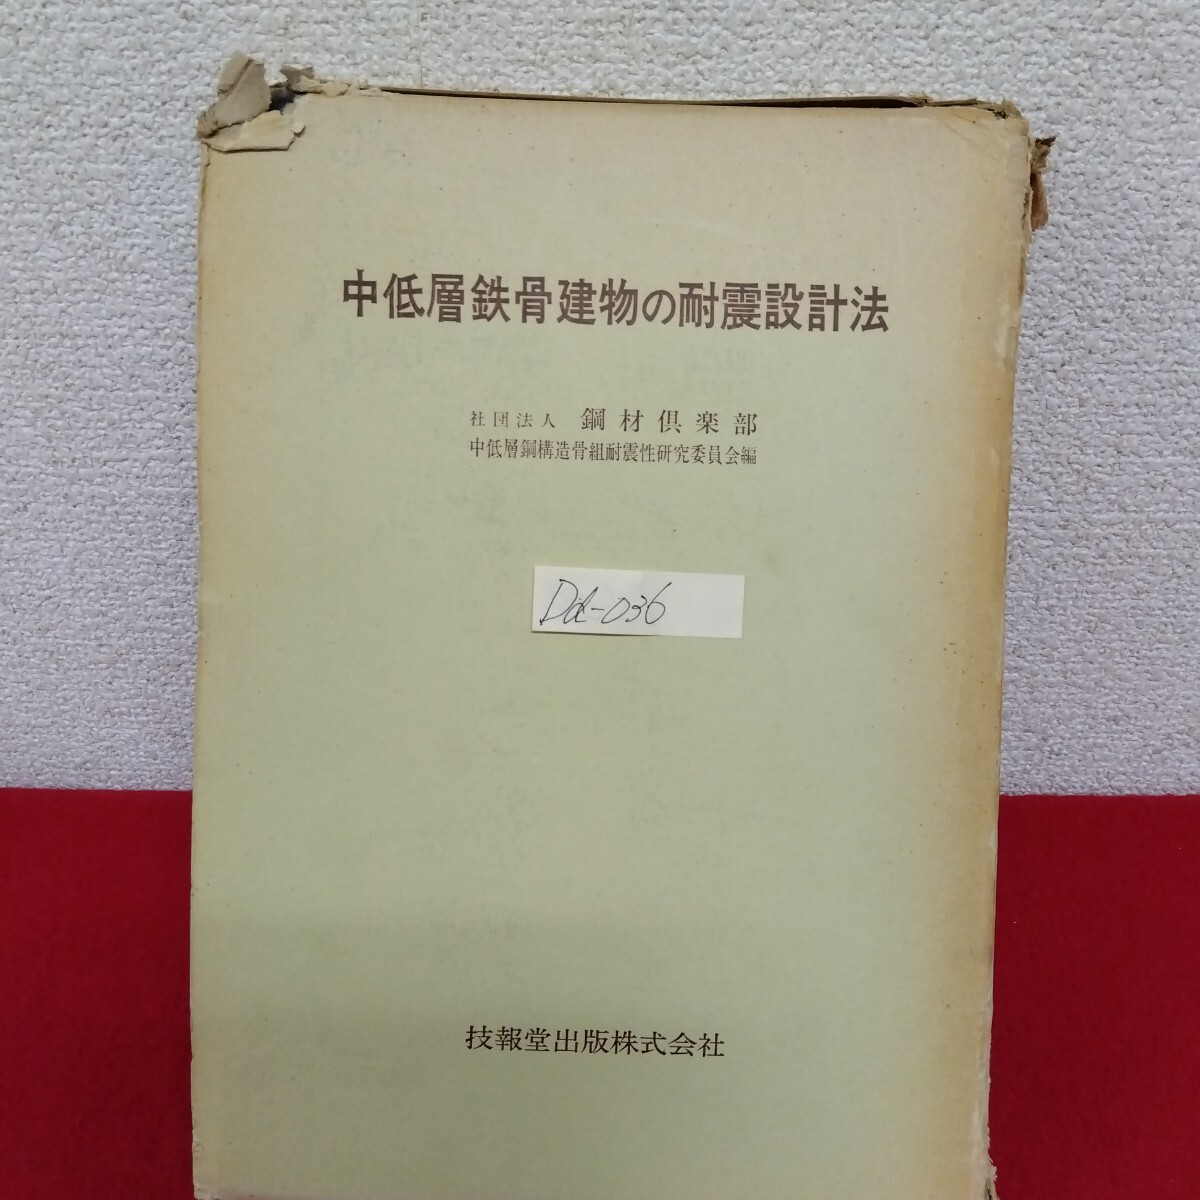 中低層鉄骨建物の耐震設計法
社団法人 鋼材倶楽部
中低層鋼構造骨組耐震性研究委員会編
Dd-036
技報堂出版株式会社